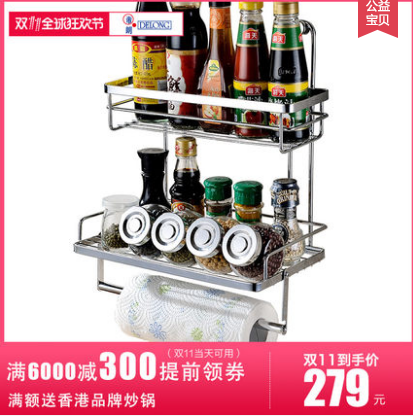 双11全球狂欢节
德朗
DELONG
公益
宝贝
满6000减300
(双11当天可用)
提前领券
满额送香港品牌炒锅
双11到手价
279元